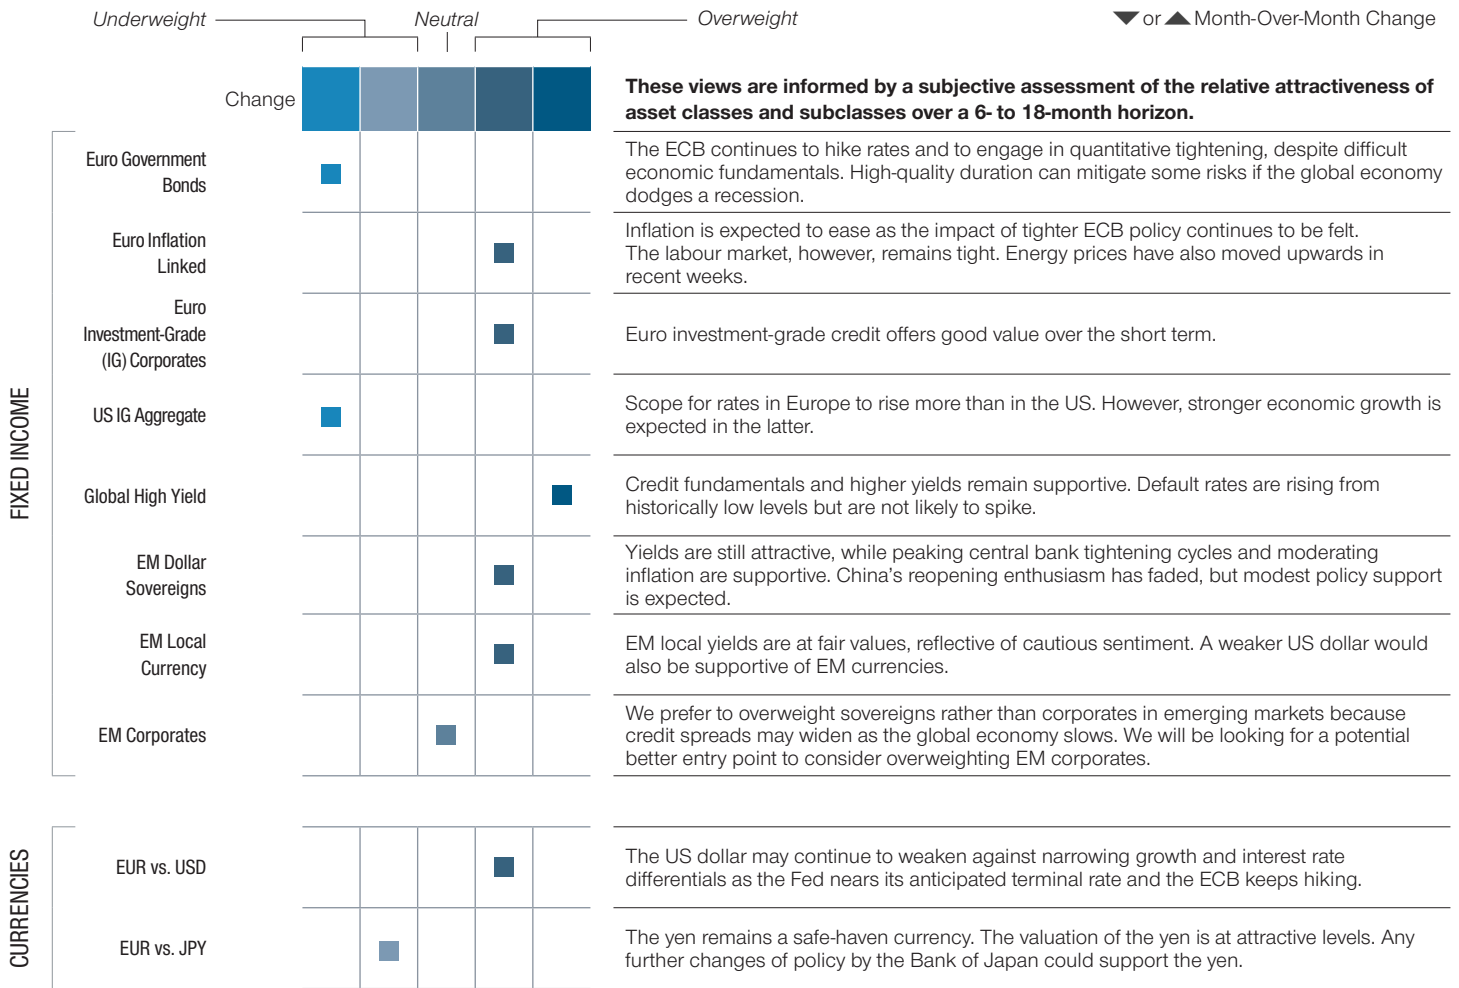 Underweight
Neutral
Overweight
▼ or ▲ Month-Over-Month Change
Change
These views are informed by a subjective assessment of the relative attractiveness of
asset classes and subclasses over a 6- to 18-month horizon.
FIXED INCOME
Euro Government
Bonds
The ECB continues to hike rates and to engage in quantitative tightening, despite difficult
economic fundamentals. High-quality duration can mitigate some risks if the global economy
dodges a recession.
Euro Inflation
Linked
Inflation is expected to ease as the impact of tighter ECB policy continues to be felt.
The labour market, however, remains tight. Energy prices have also moved upwards in
recent weeks.
Euro
Investment-Grade
(IG) Corporates
Euro investment-grade credit offers good value over the short term.
US IG Aggregate
Scope for rates in Europe to rise more than in the US. However, stronger economic growth is
expected in the latter.
Global High Yield
Credit fundamentals and higher yields remain supportive. Default rates are rising from
historically low levels but are not likely to spike.
EM Dollar
Sovereigns
Yields are still attractive, while peaking central bank tightening cycles and moderating
inflation are supportive. China's reopening enthusiasm has faded, but modest policy support
is expected.
EM Local
Currency
EM local yields are at fair values, reflective of cautious sentiment. A weaker US dollar would
also be supportive of EM currencies.
EM Corporates
We prefer to overweight sovereigns rather than corporates in emerging markets because
credit spreads may widen as the global economy slows. We will be looking for a potential
better entry point to consider overweighting EM corporates.
CURRENCIES
EUR vs. USD
The US dollar may continue to weaken against narrowing growth and interest rate
differentials as the Fed nears its anticipated terminal rate and the ECB keeps hiking.
EUR vs. JPY
The yen remains a safe-haven currency. The valuation of the yen is at attractive levels. Any
further changes of policy by the Bank of Japan could support the yen.